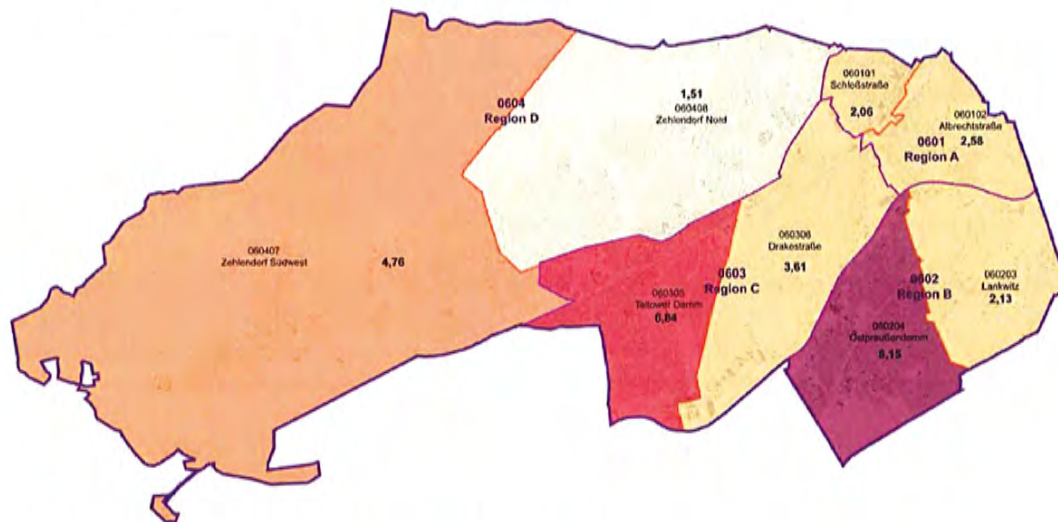 060101
Schloßstraße
2,06
060102
Albrechtstraße
2,58
0601
Region A
0604
Region D
1,51
060408
Zehlendorf Nord
060407
Zehlendorf Südwest
4,76
060306
Drakestraße
3,61
0603
Region C
060305
Teltower Damm
6,84
0602
Region B
060203
Lankwitz
2,13
060204
Ostpreußendamm
8,15